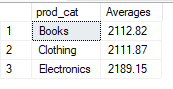 prod_cat Averages
1 Books 2112.82
2 Clothing 2111.87
3 Electronics 2189.15